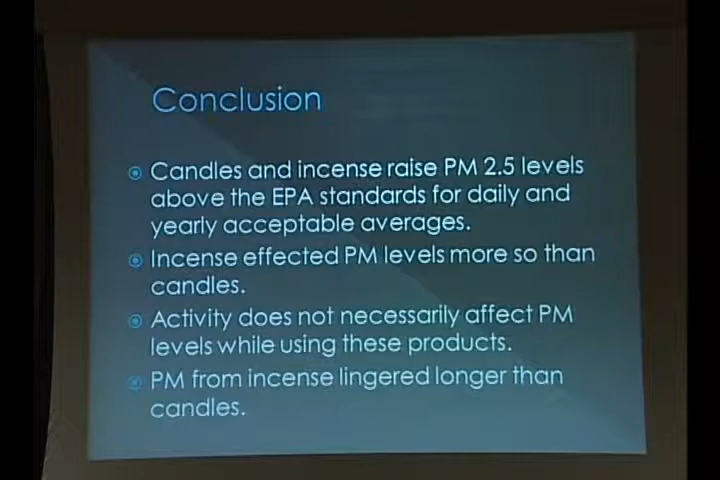 Conclusion
Candles and incense raise PM 2.5 levels
above the EPA standards for daily and
yearly acceptable averages.
Incense effected PM levels more so than
candles.
Activity does not necessarily affect PM
levels while using these products.
PM from incense lingered longer than
candles.